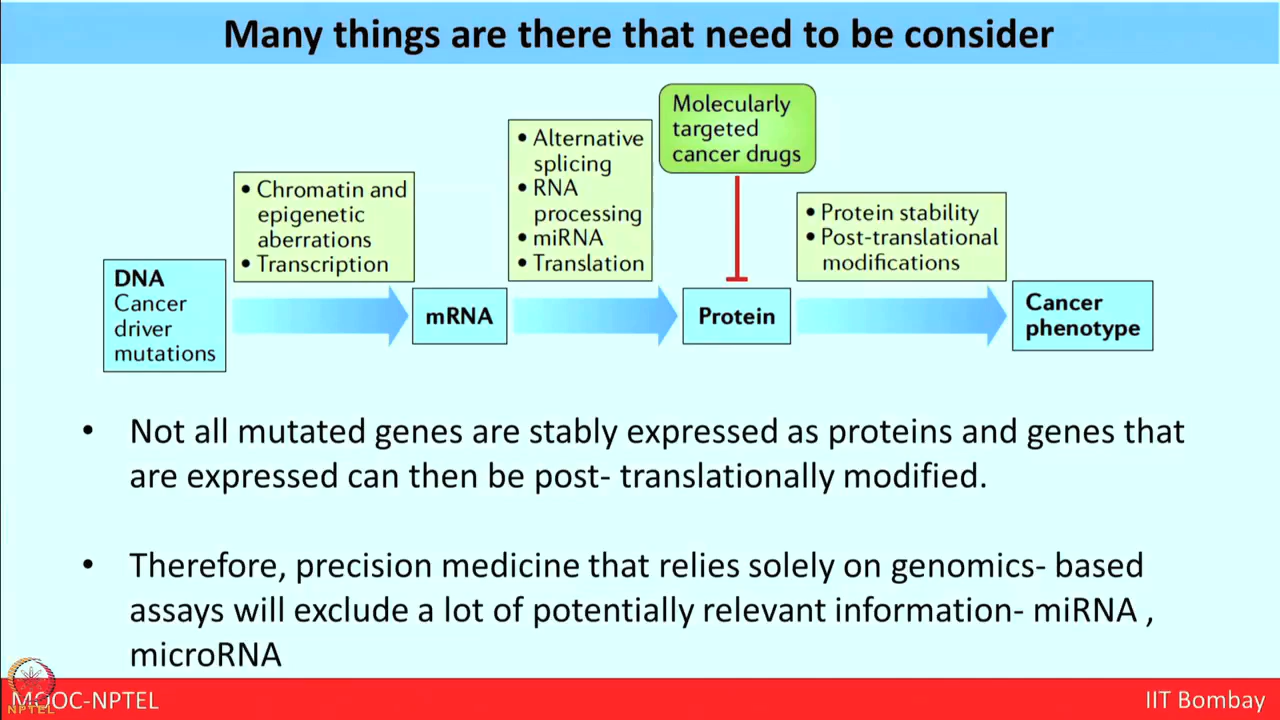 Many things are there that need to be consider
Molecularly
targeted
cancer drugs
• Alternative
splicing
• RNA
processing
• miRNA
• Translation
• Chromatin and
epigenetic
aberrations
• Transcription
• Protein stability
• Post-translational
modifications
DNA
Cancer
driver
mutations
mRNA
Protein
Cancer
phenotype
• Not all mutated genes are stably expressed as proteins and genes that
are expressed can then be post- translationally modified.
• Therefore, precision medicine that relies solely on genomics- based
assays will exclude a lot of potentially relevant information- miRNA ,
microRNA
MOOC-NPTEL
NPTEL
IIT Bombay